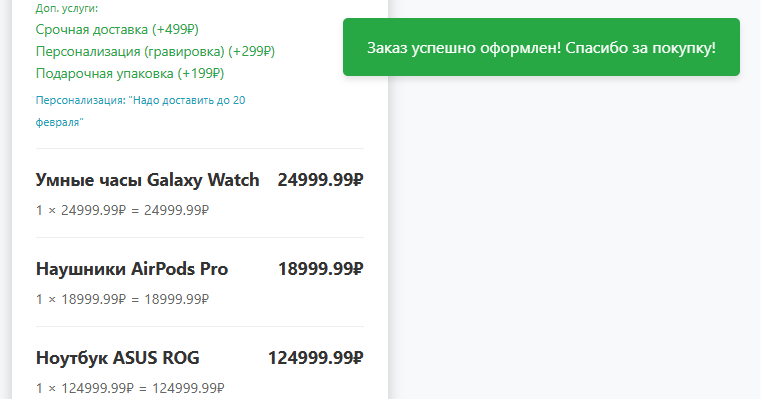 Доп. услуги:
Срочная доставка (+499₽)
Персонализация (гравировка) (+299₽)
Подарочная упаковка (+199₽)
Персонализация: "Надо доставить до 20
февраля"
Заказ успешно оформлен! Спасибо за покупку!
Умные часы Galaxy Watch 24999.99₽
1 × 24999.99₽ = 24999.99₽
Наушники AirPods Pro 18999.99₽
1 × 18999.99₽ = 18999.99₽
Ноутбук ASUS ROG 124999.99₽
1 × 124999.99₽ = 124999.99₽